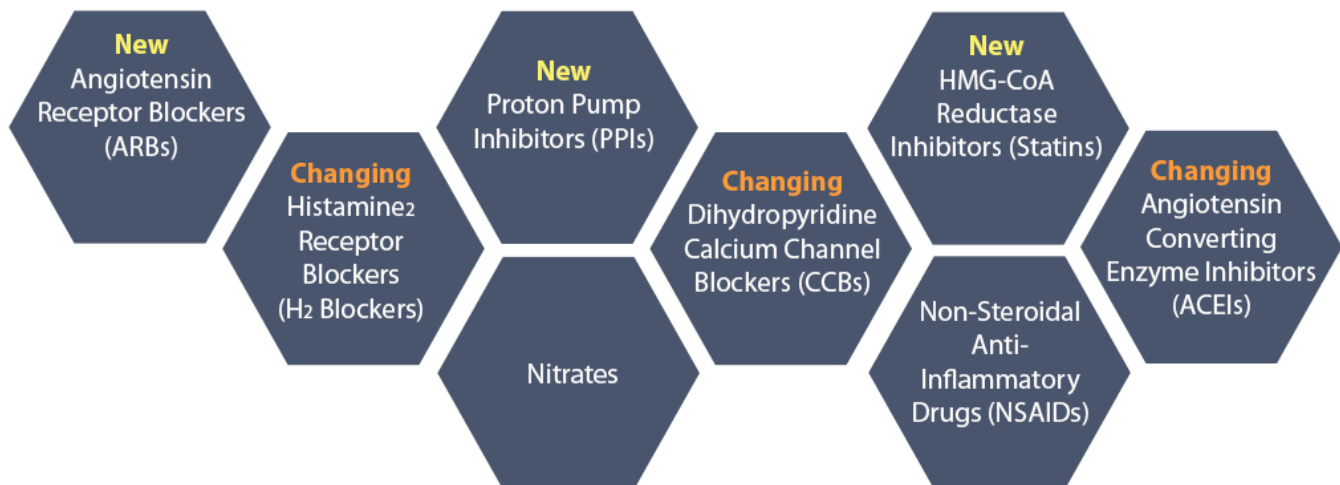 New
Angiotensin
Receptor Blockers
(ARBs)
Changing
Histamine₂
Receptor
Blockers
(H₂ Blockers)
New
Proton Pump
Inhibitors (PPIs)
Nitrates
Changing
Dihydropyridine
Calcium Channel
Blockers (CCBs)
New
HMG-CoA
Reductase
Inhibitors (Statins)
Non-Steroidal
Anti-
Inflammatory
Drugs (NSAIDs)
Changing
Angiotensin
Converting
Enzyme Inhibitors
(ACEIs)